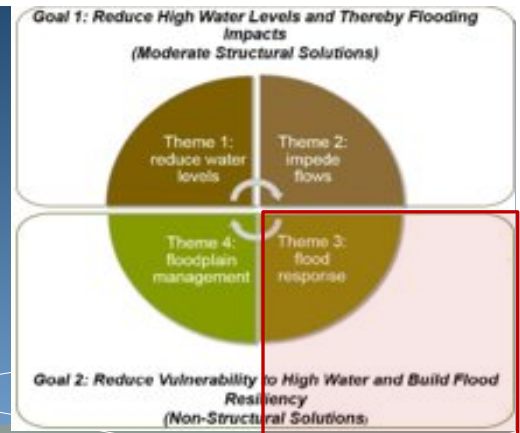 Goal 1: Reduce High Water Levels and Thereby Flooding
Impacts
(Moderate Structural Solutions)
Theme 1:
reduce water
levels
Theme 2:
impede
flows
Theme 4:
floodplain
management
Theme 3:
flood
response
Goal 2: Reduce Vulnerability to High Water and Build Flood
Resiliency
(Non-Structural Solutions)